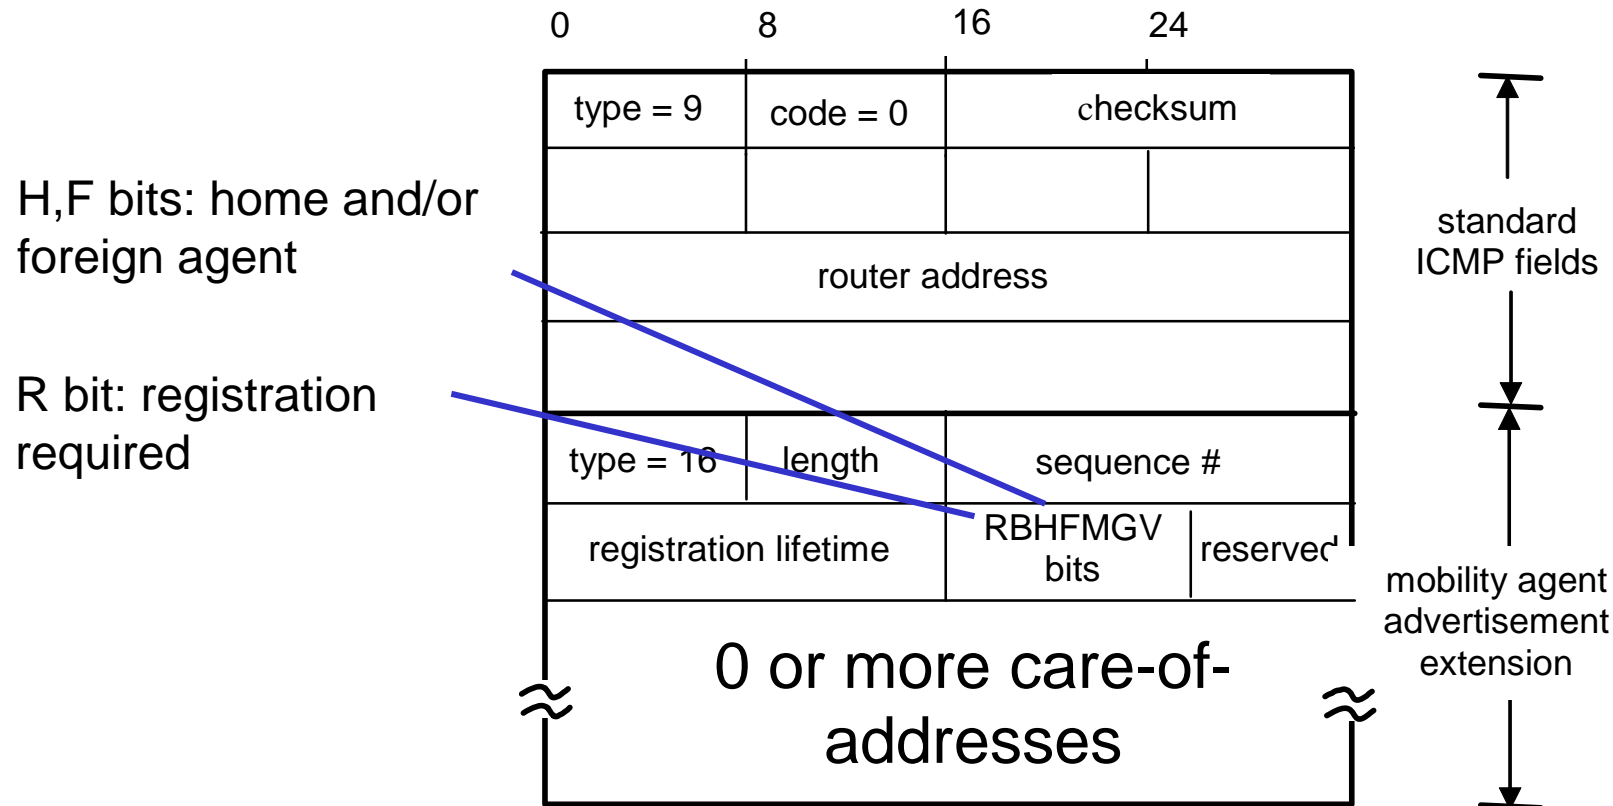 0 8 16 24
type = 9 code = 0 checksum
H,F bits: home and/or
foreign agent
standard
ICMP fields
router address
R bit: registration
required
type = 16 length sequence #
registration lifetime RBHFMGV
bits reserved
mobility agent
advertisement
extension
0 or more care-of-
addresses